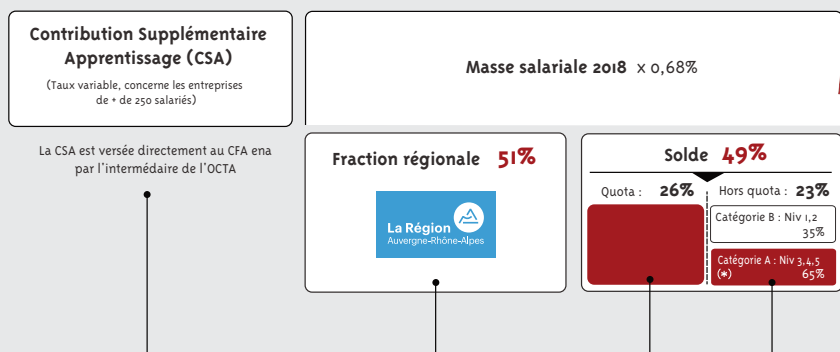 Contribution Supplémentaire
Apprentissage (CSA)
(Taux variable, concerne les entreprises
de + de 250 salariés)
Masse salariale 2018 x 0,68%
La CSA est versée directement au CFA ena
par l'intermédaire de l'OCTA
Fraction régionale 51%
La Région
Auvergne-Rhône-Alpes
Solde 49%
Quota : 26%
Hors quota : 23%
Catégorie B : Niv 1,2
35%
Catégorie A : Niv 3,4,5
(*) 65%